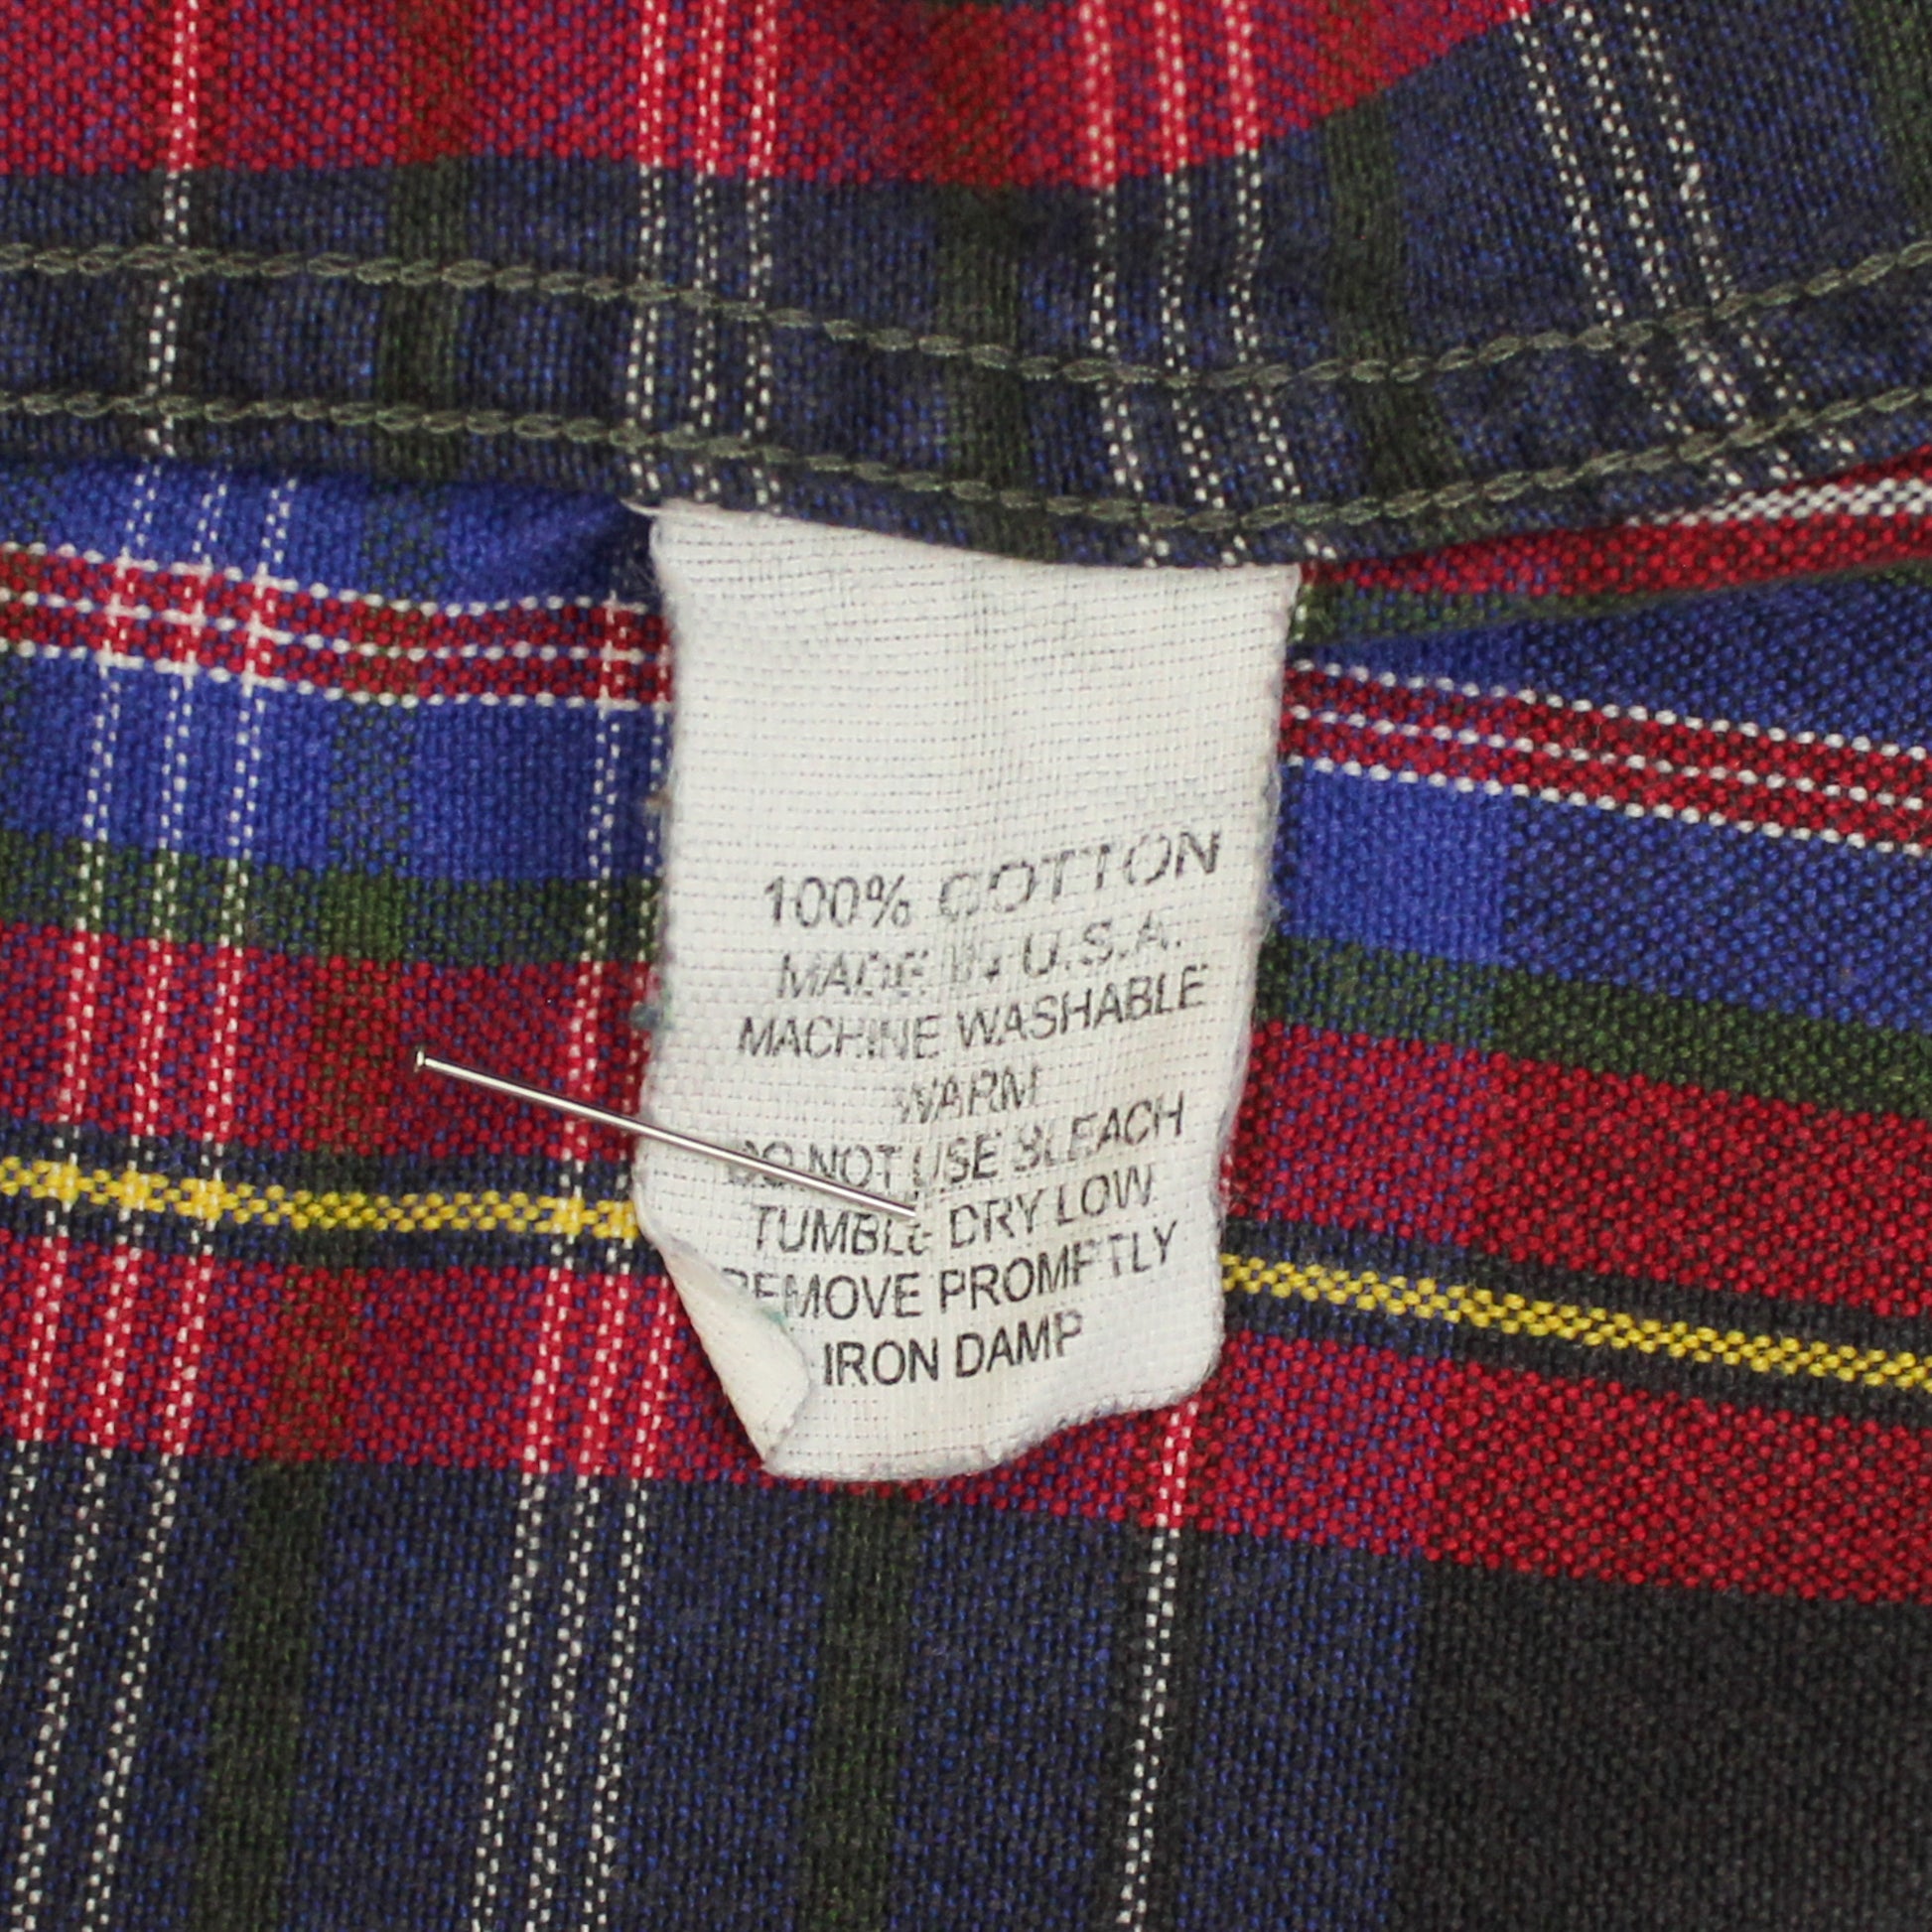 100% COTTON
MADE IN U.S.A.
MACHINE WASHABLE
WARM
DO NOT USE BLEACH
TUMBLE DRY LOW
REMOVE PROMPTLY
IRON DAMP